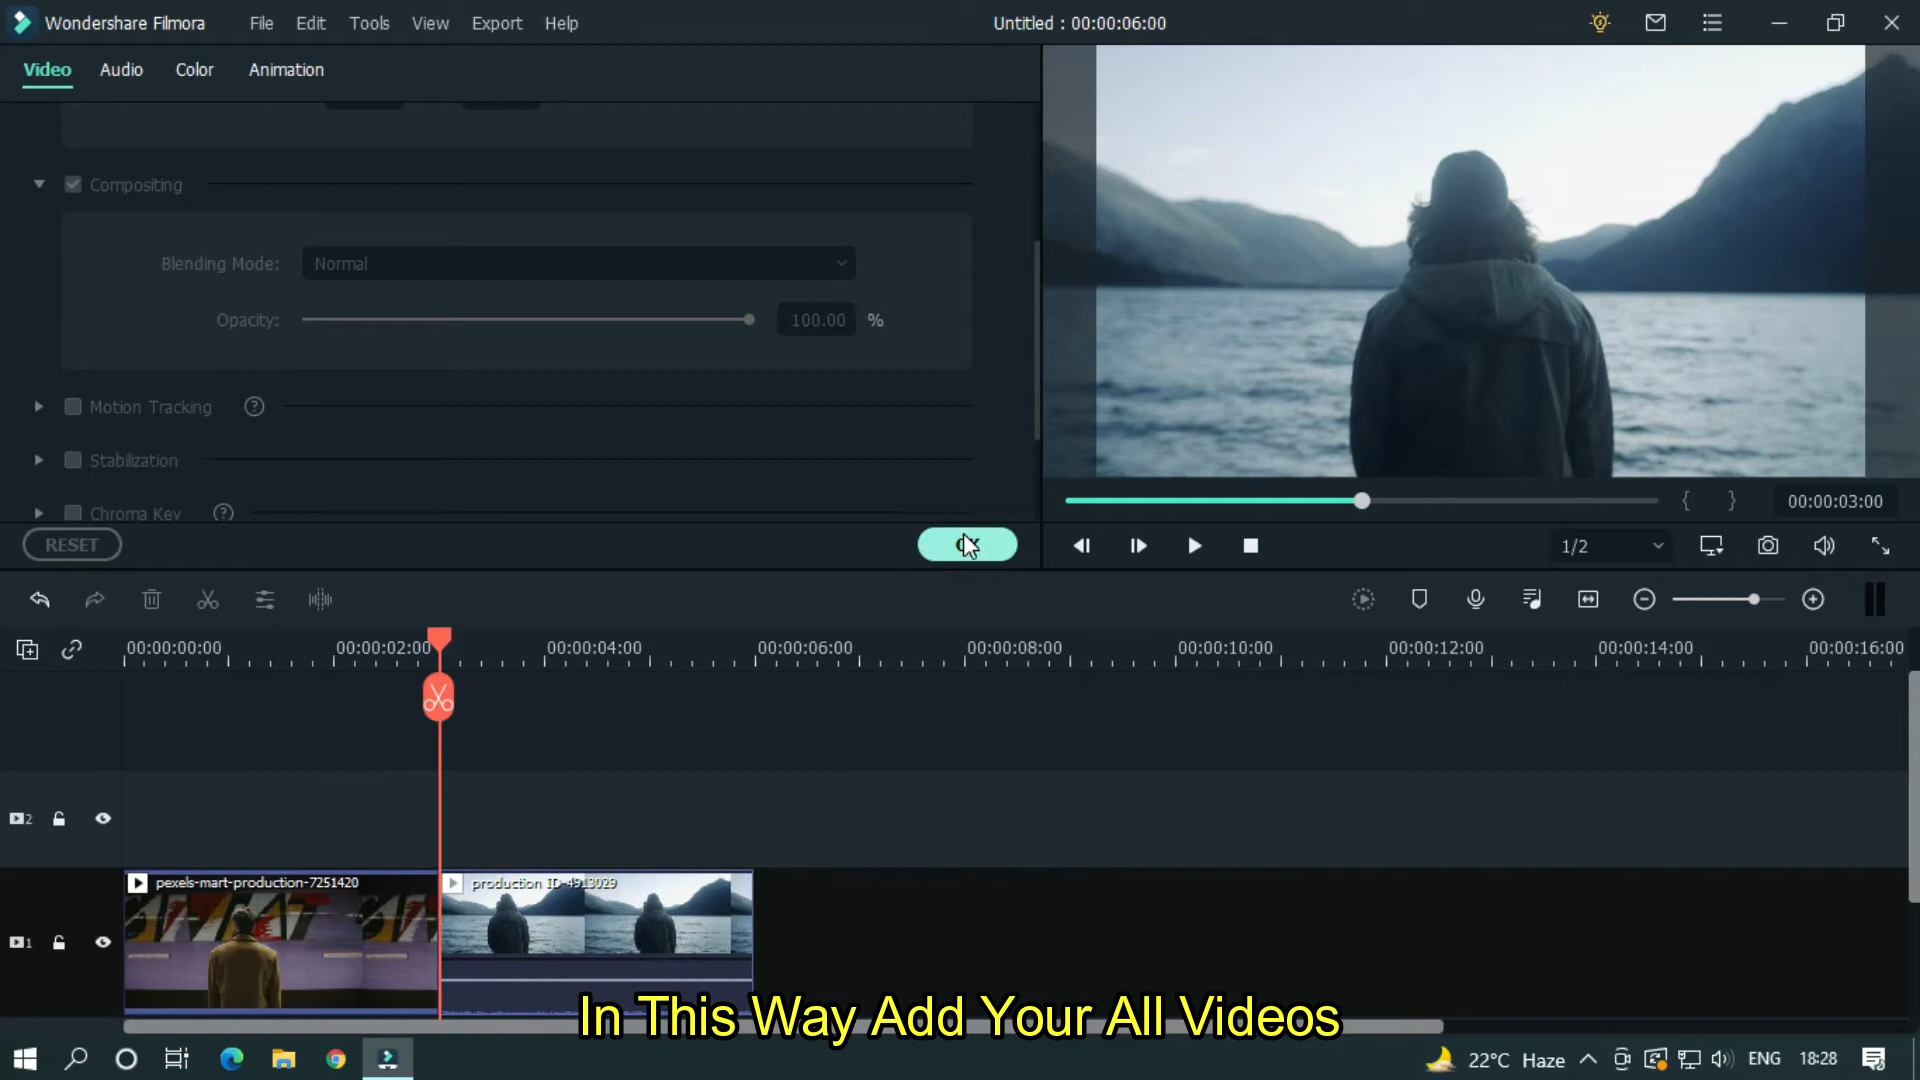 Wondershare Filmora
File Edit Tools View Export Help
Untitled : 00:00:06:00
Video Audio Color Animation
Compositing
Blending Mode: Normal
Opacity: 100.00 %
Motion Tracking
Stabilization
Chroma Key
RESET
00:00:03:00
1/2
00:00:00:00 00:00:02:00 00:00:04:00 00:00:06:00 00:00:08:00 00:00:10:00 00:00:12:00 00:00:14:00 00:00:16:00
2
pexels-mart-production-7251420
production ID-4913029
1
In This Way Add Your All Videos
22°C Haze
ENG
18:28